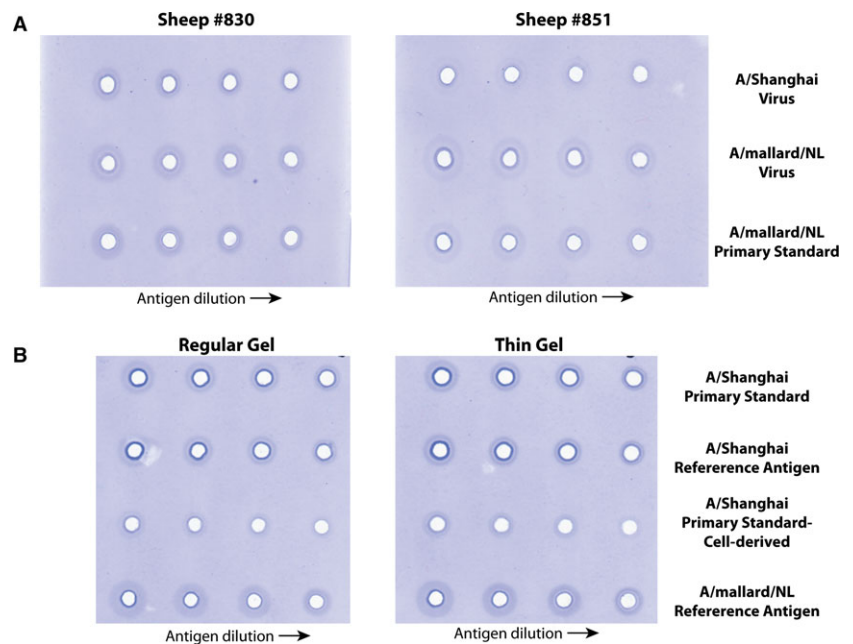 A
Sheep #830
Sheep #851
A/Shanghai
Virus
A/mallard/NL
Virus
A/mallard/NL
Primary Standard
Antigen dilution
Antigen dilution
B
Regular Gel
Thin Gel
A/Shanghai
Primary Standard
A/Shanghai
Refererence Antigen
A/Shanghai
Primary Standard-
Cell-derived
A/mallard/NL
Refererence Antigen
Antigen dilution
Antigen dilution